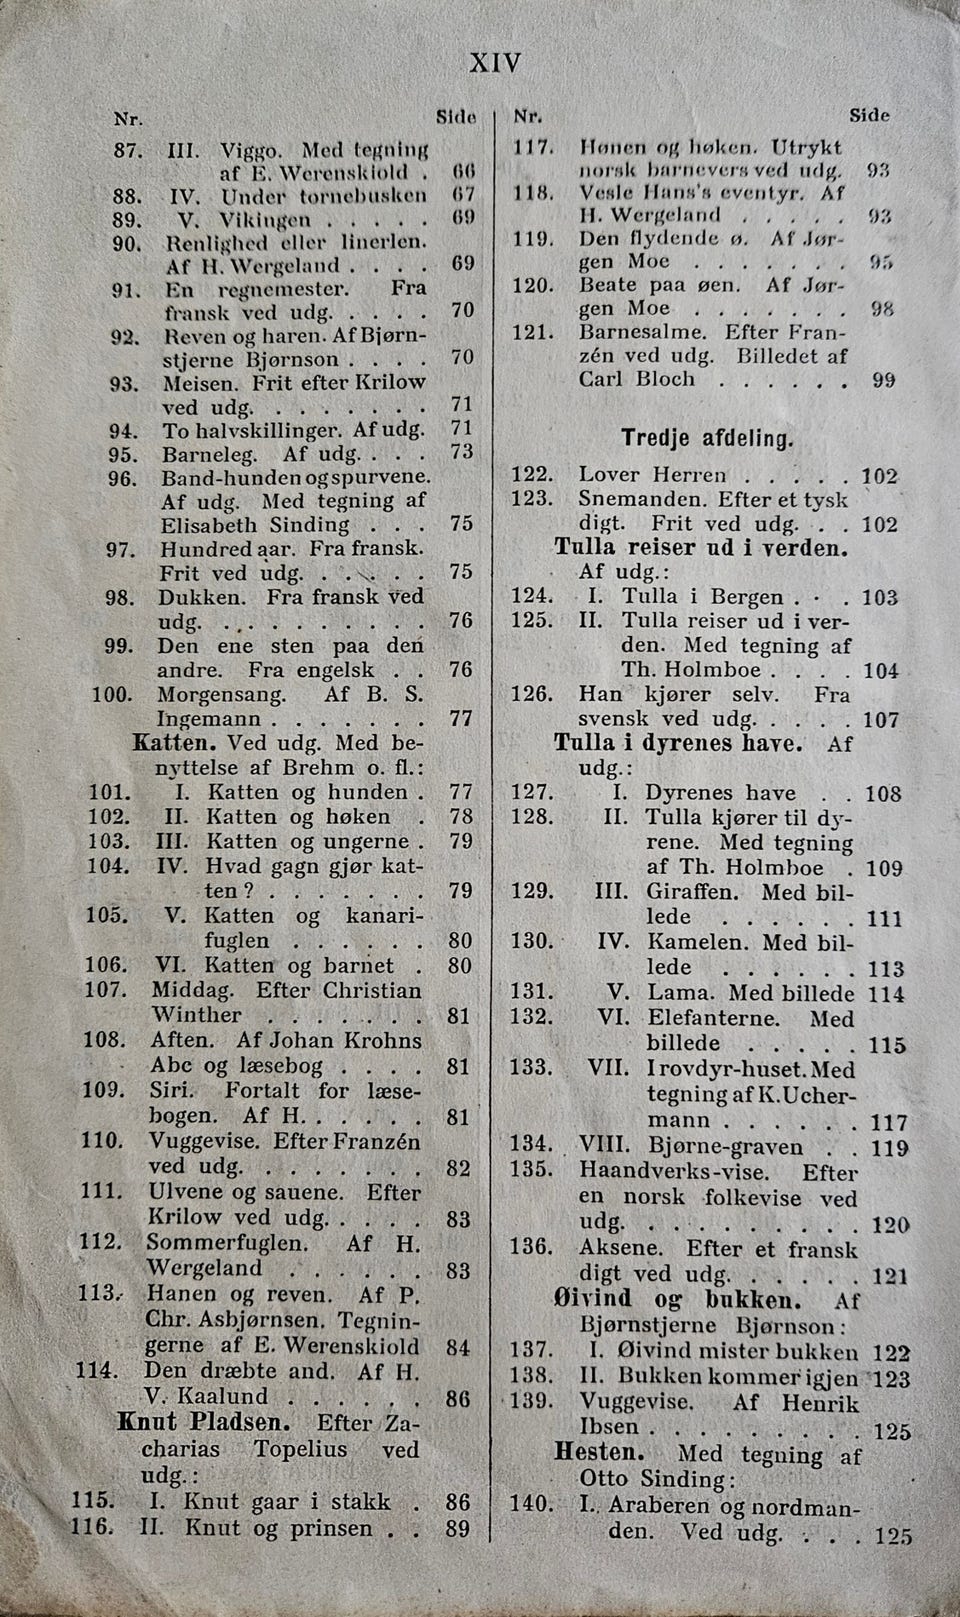 XIV
Nr. Side
87. III. Viggo. Med tegning
af E. Werenskiold . 66
88. IV. Under tornebusken 67
89. V. Vikingen . . . . . 69
90. Renlighed eller linerlen.
Af H. Wergeland . . . . 69
91. En regnemester. Fra
fransk ved udg. . . . . 70
92. Reven og haren. Af Bjørn-
stjerne Bjørnson . . . . 70
93. Meisen. Frit efter Krilow
ved udg. . . . . . . . 71
94. To halvskillinger. Af udg. 71
95. Barneleg. Af udg. . . . 73
96. Band-hunden og spurvene.
Af udg. Med tegning af
Elisabeth Sinding . . . 75
97. Hundred aar. Fra fransk.
Frit ved udg. . . . . . 75
98. Dukken. Fra fransk ved
udg. . . . . . . . . . 76
99. Den ene sten paa den
andre. Fra engelsk . . 76
100. Morgensang. Af B. S.
Ingemann . . . . . . . 77
Katten. Ved udg. Med be-
nyttelse af Brehm o. fl.:
101. I. Katten og hunden . 77
102. II. Katten og høken . 78
103. III. Katten og ungerne . 79
104. IV. Hvad gagn gjør kat-
ten? . . . . . . . 79
105. V. Katten og kanari-
fuglen . . . . . . 80
106. VI. Katten og barnet . 80
107. Middag. Efter Christian
Winther . . . . . . . 81
108. Aften. Af Johan Krohns
Abc og læsebog . . . . 81
109. Siri. Fortalt for læse-
bogen. Af H. . . . . . 81
110. Vuggevise. Efter Franzén
ved udg. . . . . . . . 82
111. Ulvene og sauene. Efter
Krilow ved udg. . . . . 83
112. Sommerfuglen. Af H.
Wergeland . . . . . . 83
113. Hanen og reven. Af P.
Chr. Asbjørnsen. Tegnin-
gerne af E. Werenskiold 84
114. Den dræbte and. Af H.
V. Kaalund . . . . . . 86
Knut Pladsen. Efter Za-
charias Topelius ved
udg.:
115. I. Knut gaar i stakk . 86
116. II. Knut og prinsen . . 89
Nr. Side
117. Hønen og høken. Utrykt
norsk barnevers ved udg. 93
118. Vesle Hans's eventyr. Af
H. Wergeland . . . . . 93
119. Den flydende ø. Af Jør-
gen Moe . . . . . . . 95
120. Beate paa øen. Af Jør-
gen Moe . . . . . . . 98
121. Barnesalme. Efter Fran-
zén ved udg. Billedet af
Carl Bloch . . . . . . 99
Tredje afdeling.
122. Lover Herren . . . . . 102
123. Snemanden. Efter et tysk
digt. Frit ved udg. . . 102
Tulla reiser ud i verden.
Af udg.:
124. I. Tulla i Bergen . . . 103
125. II. Tulla reiser ud i ver-
den. Med tegning af
Th. Holmboe . . . . 104
126. Han kjører selv. Fra
svensk ved udg. . . . . 107
Tulla i dyrenes have. Af
udg.:
127. I. Dyrenes have . . 108
128. II. Tulla kjører til dy-
rene. Med tegning
af Th. Holmboe . 109
129. III. Giraffen. Med bil-
lede . . . . . . 111
130. IV. Kamelen. Med bil-
lede . . . . . . 113
131. V. Lama. Med billede 114
132. VI. Elefanterne. Med
billede . . . . . 115
133. VII. I rovdyr-huset. Med
tegning af K. Ucher-
mann . . . . . . 117
134. VIII. Bjørne-graven . . 119
135. Haandverks-vise. Efter
en norsk folkevise ved
udg. . . . . . . . . . 120
136. Aksene. Efter et fransk
digt ved udg. . . . . . 121
Øivind og bukken. Af
Bjørnstjerne Bjørnson:
137. I. Øivind mister bukken 122
138. II. Bukken kommer igjen 123
139. Vuggevise. Af Henrik
Ibsen . . . . . . . . . 125
Hesten. Med tegning af
Otto Sinding:
140. I. Araberen og nordman-
den. Ved udg. . . . 125